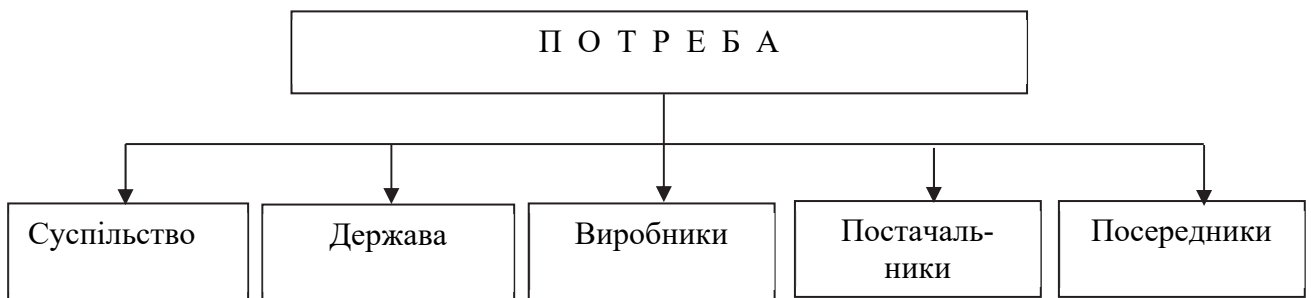 П О Т Р Е Б А
Суспільство
Держава
Виробники
Постачаль-
ники
Посередники